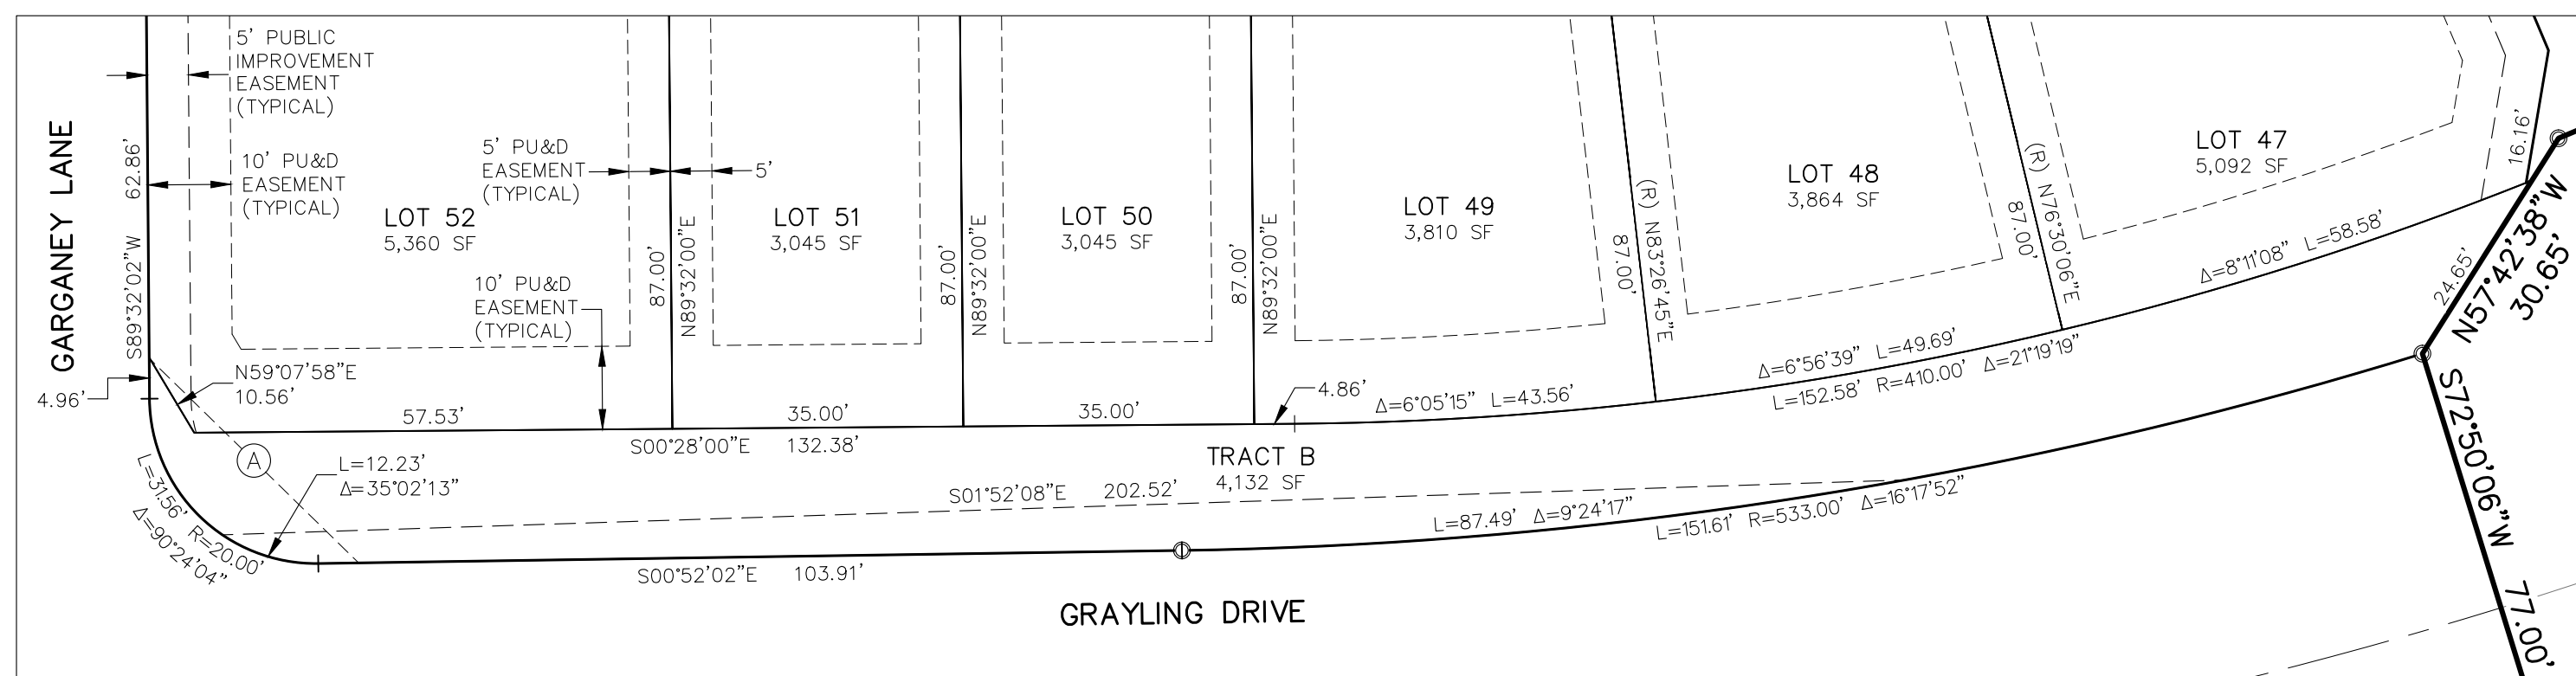 5' PUBLIC
IMPROVEMENT
EASEMENT
(TYPICAL)
GARGANEY LANE
62.86'
S89°32'02"W
10' PU&D
EASEMENT
(TYPICAL)
LOT 52
5,360 SF
5' PU&D
EASEMENT
(TYPICAL)
5'
10' PU&D
EASEMENT
(TYPICAL)
87.00'
N89°32'00"E
LOT 51
3,045 SF
87.00'
N89°32'00"E
LOT 50
3,045 SF
87.00'
N89°32'00"E
LOT 49
3,810 SF
87.00'
(R) N83°26'45"E
LOT 48
3,864 SF
87.00'
(R) N76°30'06"E
LOT 47
5,092 SF
16.16'
4.96'
N59°07'58"E
10.56'
57.53'
35.00'
35.00'
4.86'
Δ=6°05'15" L=43.56'
Δ=6°56'39" L=49.69'
Δ=8°11'08" L=58.58'
24.65'
N57°42'38"W
30.65'
S00°28'00"E 132.38'
L=152.58' R=410.00' Δ=21°19'19"
A
L=12.23'
Δ=35°02'13"
TRACT B
4,132 SF
S01°52'08"E 202.52'
L=87.49' Δ=9°24'17"
L=151.61' R=533.00' Δ=16°17'52"
L=31.56' R=20.00'
Δ=90°24'04"
S00°52'02"E 103.91'
GRAYLING DRIVE
S72°50'06"W 77.00'